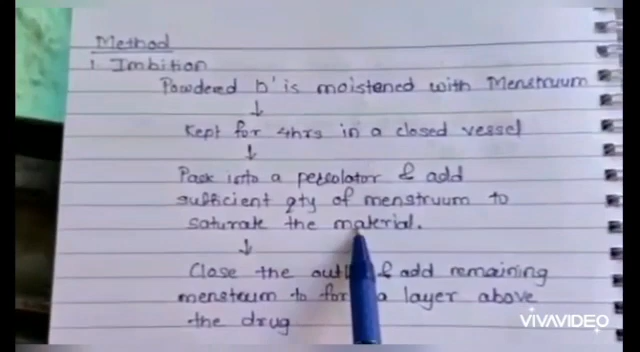 Method
1. Imbition
Powdered D' is moistened with Menstruum
↓
Kept for 4hrs in a closed vessel
↓
Pack into a percolator & add
sufficient qty of menstruum to
saturate the material.
↓
Close the & add remaining
menstrum to a layer above
the drug
VIVAVIDEO